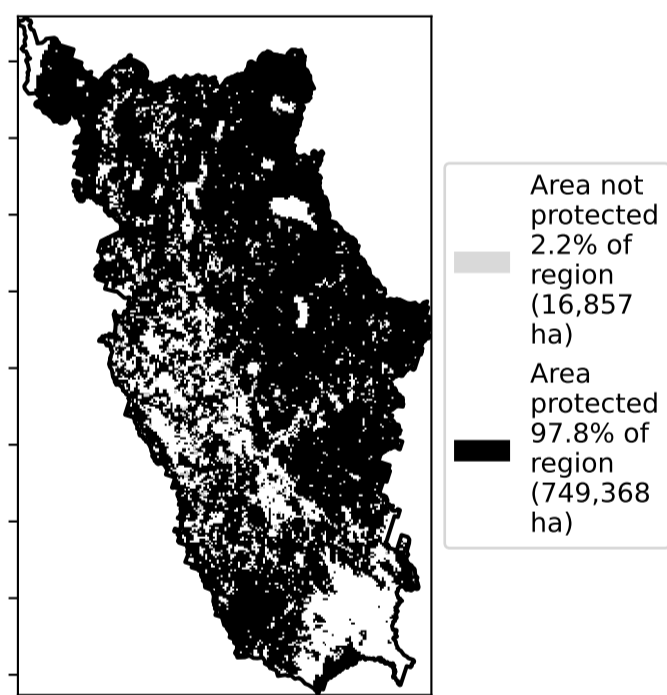 Area not
protected
2.2% of
region
(16,857
ha)
Area
protected
97.8% of
region
(749,368
ha)